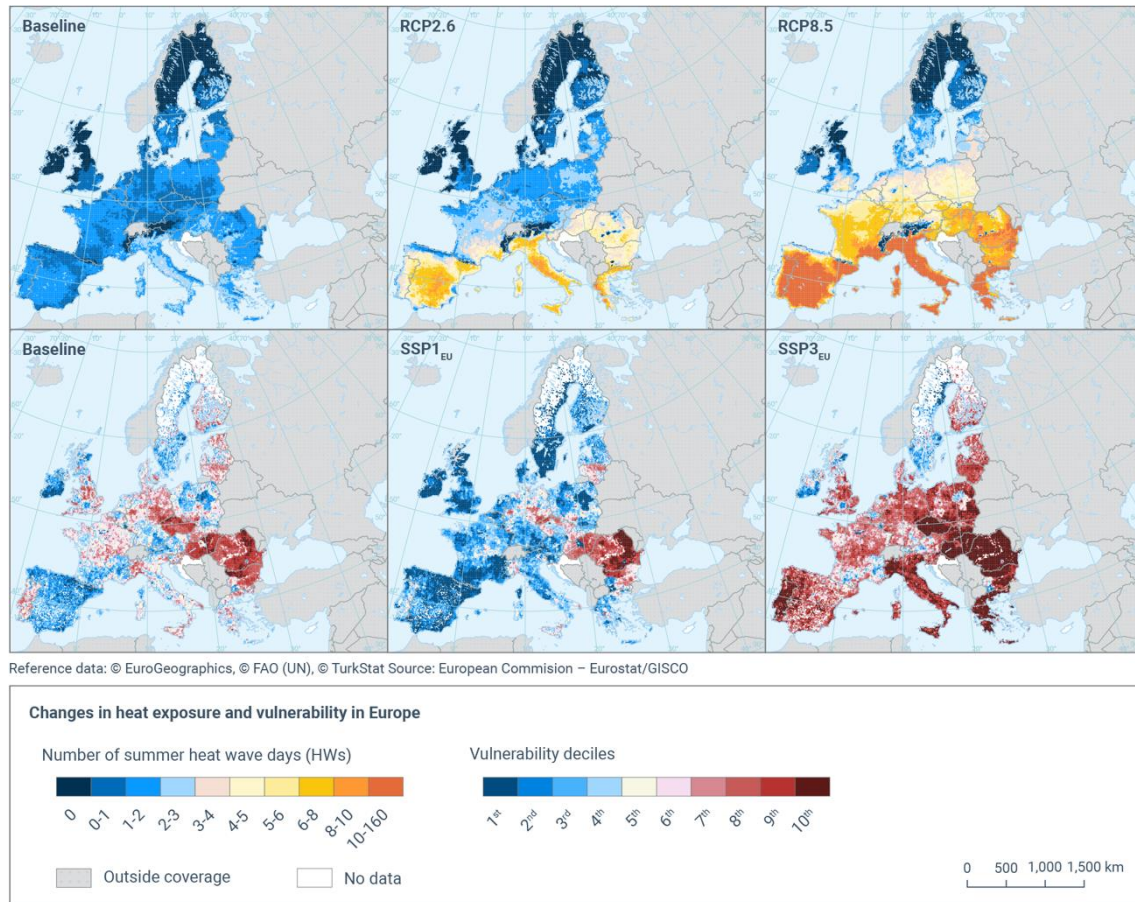 Baseline
RCP2.6
RCP8.5
Baseline
SSP1EU
SSP3EU
Reference data: © EuroGeographics, © FAO (UN), © TurkStat Source: European Commision – Eurostat/GISCO
Changes in heat exposure and vulnerability in Europe
Number of summer heat wave days (HWs)
Vulnerability deciles
0
0-1
1-2
2-3
3-4
4-5
5-6
6-8
8-10
10-160
1st
2nd
3rd
4th
5th
6th
7th
8th
9th
10th
Outside coverage
No data
0 500 1,000 1,500 km